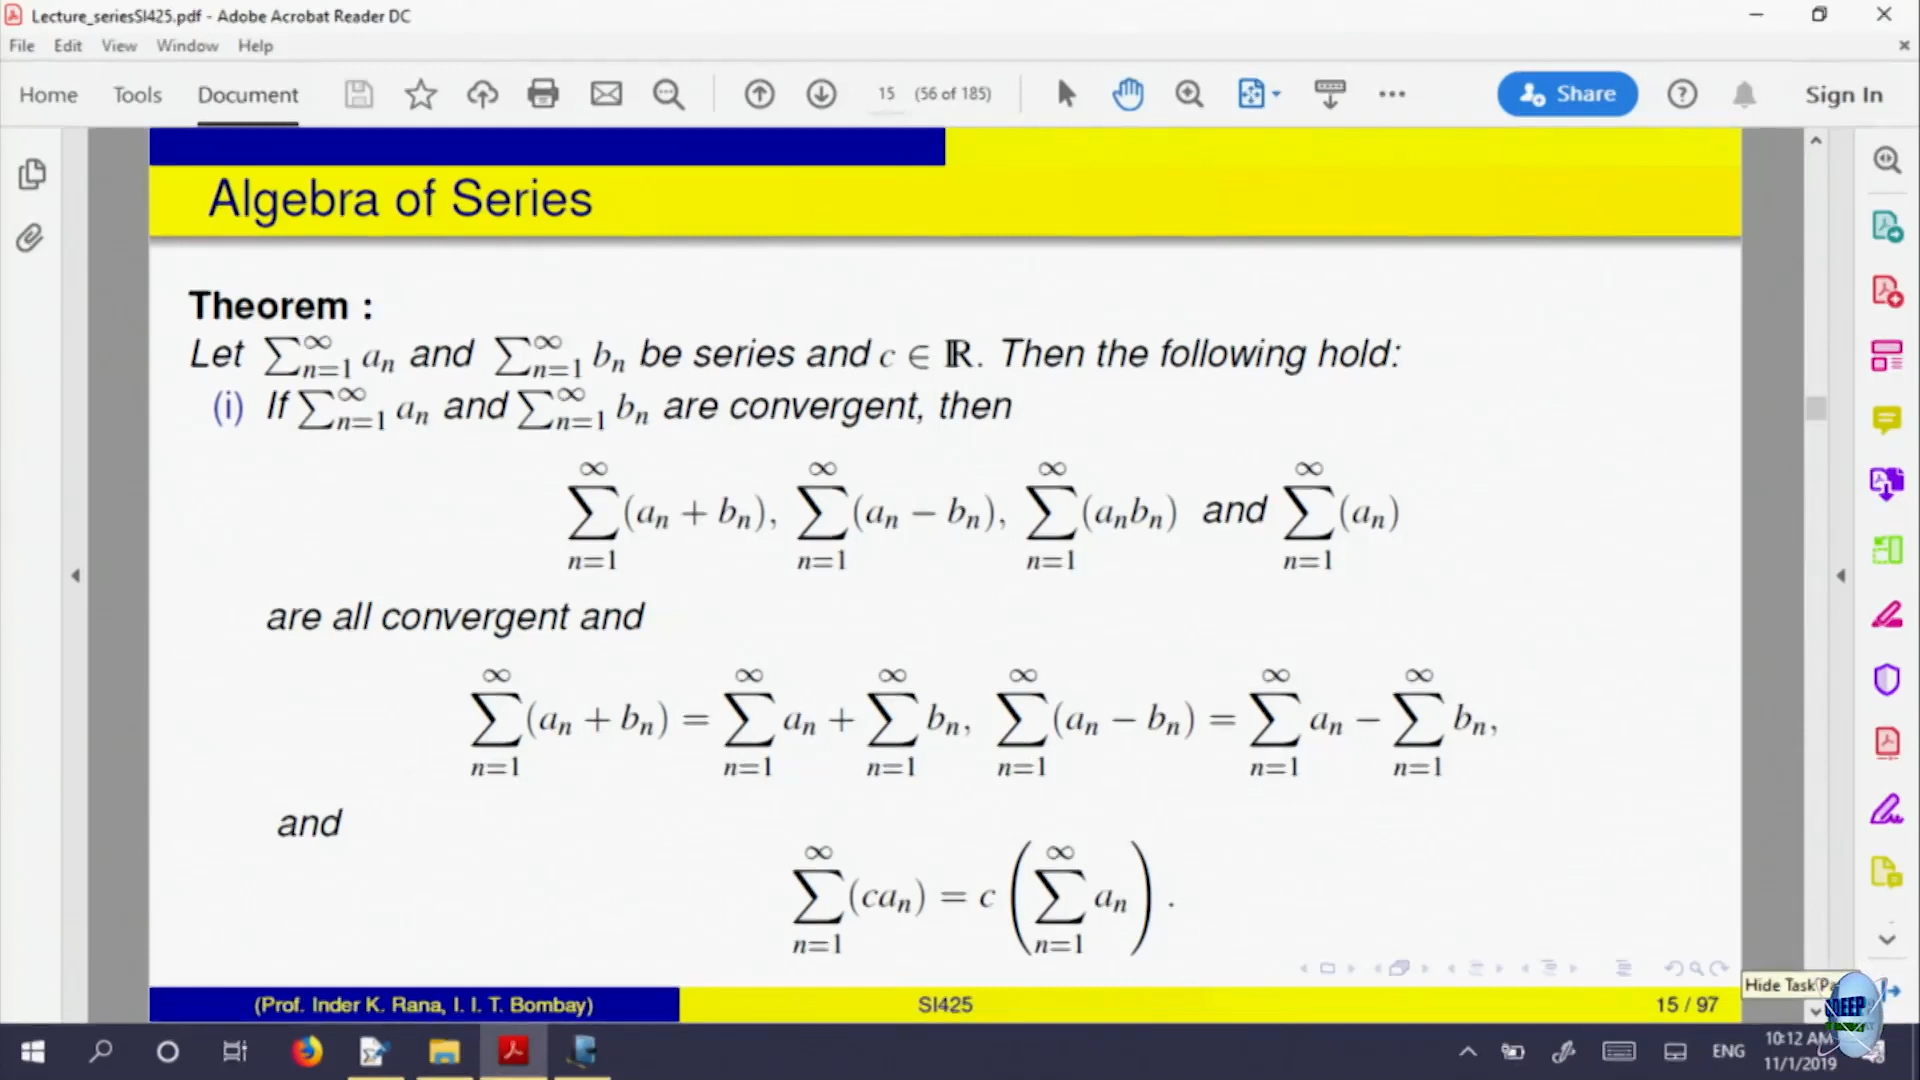 Lecture_seriesSI425.pdf - Adobe Acrobat Reader DC
File Edit View Window Help
Home Tools Document 15 (56 of 185) Share Sign In
Algebra of Series
Theorem :
Let ∑_{n=1}^∞ a_n and ∑_{n=1}^∞ b_n be series and c ∈ ℝ. Then the following hold:
(i) If ∑_{n=1}^∞ a_n and ∑_{n=1}^∞ b_n are convergent, then
∑_{n=1}^∞ (a_n + b_n), ∑_{n=1}^∞ (a_n − b_n), ∑_{n=1}^∞ (a_n b_n) and ∑_{n=1}^∞ (a_n)
are all convergent and
∑_{n=1}^∞ (a_n + b_n) = ∑_{n=1}^∞ a_n + ∑_{n=1}^∞ b_n, ∑_{n=1}^∞ (a_n − b_n) = ∑_{n=1}^∞ a_n − ∑_{n=1}^∞ b_n,
and
∑_{n=1}^∞ (ca_n) = c (∑_{n=1}^∞ a_n) .
Hide Task
(Prof. Inder K. Rana, I. I. T. Bombay) SI425 15 / 97
ENG
10:12 AM
11/1/2019